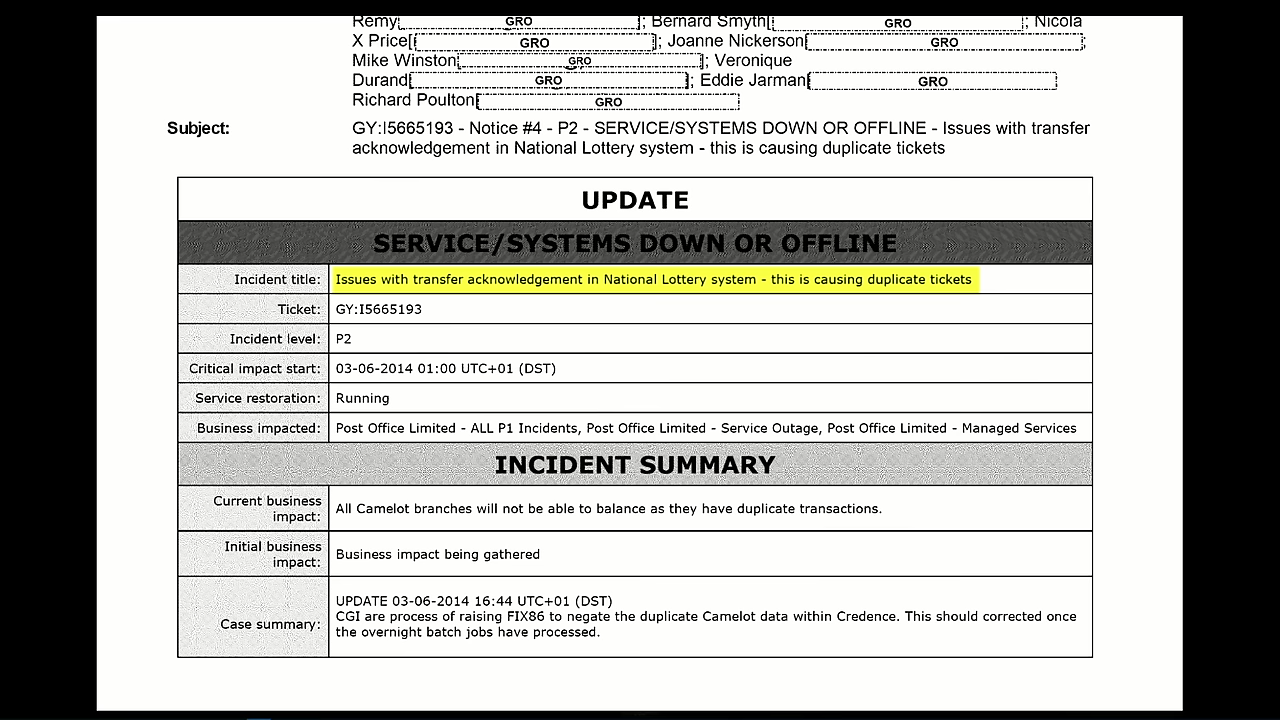 Remy[ GRO ]; Bernard Smyth[ GRO ]; Nicola
X Price[ GRO ]; Joanne Nickerson[ GRO ];
Mike Winston[ GRO ]; Veronique
Durand[ GRO ]; Eddie Jarman[ GRO
Richard Poulton[ GRO
Subject: GY:I5665193 - Notice #4 - P2 - SERVICE/SYSTEMS DOWN OR OFFLINE - Issues with transfer
acknowledgement in National Lottery system - this is causing duplicate tickets
UPDATE
SERVICE/SYSTEMS DOWN OR OFFLINE
Incident title: Issues with transfer acknowledgement in National Lottery system - this is causing duplicate tickets
Ticket: GY:I5665193
Incident level: P2
Critical impact start: 03-06-2014 01:00 UTC+01 (DST)
Service restoration: Running
Business impacted: Post Office Limited - ALL P1 Incidents, Post Office Limited - Service Outage, Post Office Limited - Managed Services
INCIDENT SUMMARY
Current business
impact: All Camelot branches will not be able to balance as they have duplicate transactions.
Initial business
impact: Business impact being gathered
Case summary: UPDATE 03-06-2014 16:44 UTC+01 (DST)
CGI are process of raising FIX86 to negate the duplicate Camelot data within Credence. This should corrected once
the overnight batch jobs have processed.